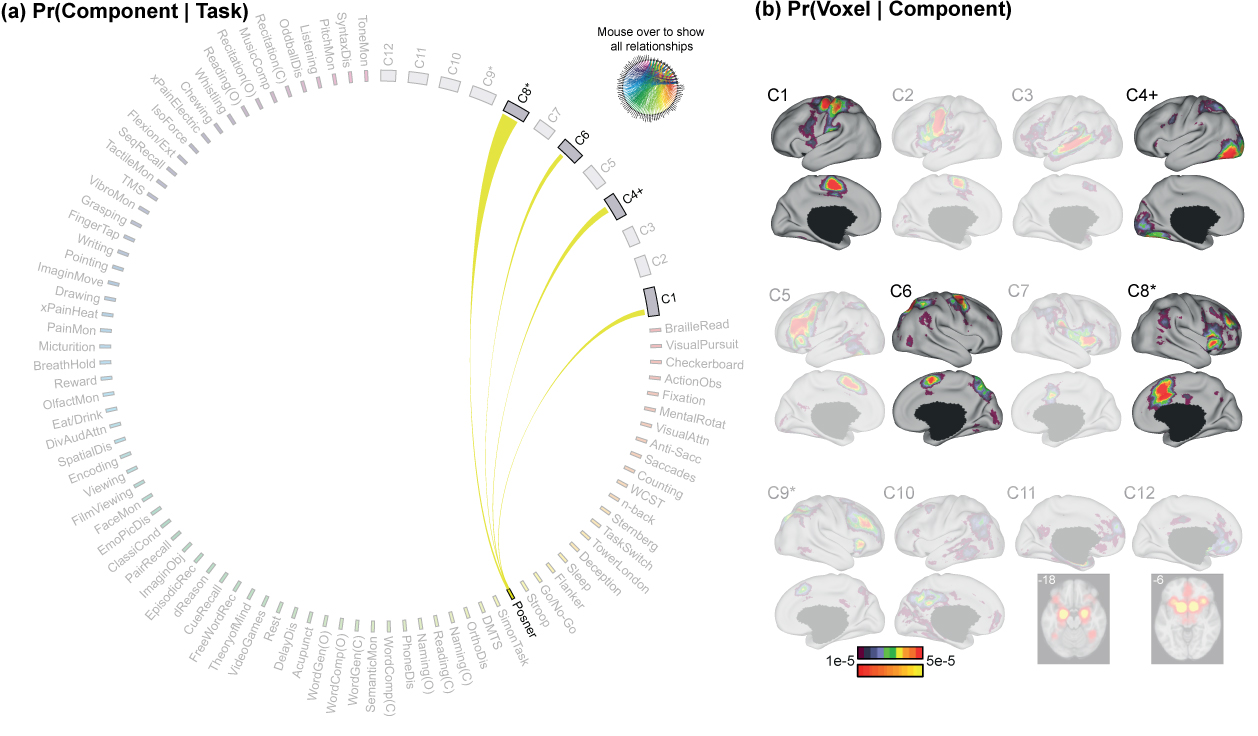 (a) Pr(Component | Task)
(b) Pr(Voxel | Component)
Mouse over to show
all relationships
C12
C11
C10
C9*
C8*
C7
C6
C5
C4+
C3
C2
C1
BrailleRead
VisualPursuit
Checkerboard
ActionObs
Fixation
MentalRotat
VisualAttn
Anti-Sacc
Saccades
Counting
WCST
n-back
Sternberg
TaskSwitch
TowerLondon
Deception
Sleep
Flanker
Go/No-Go
Stroop
Posner
SimonTask
DMTS
OrthoDis
Naming(C)
Reading(C)
Naming(O)
PhoneDis
WordComp(C)
SemanticMon
WordGen(C)
WordComp(O)
WordGen(O)
Acupunct
DelayDis
Rest
VideoGames
TheoryofMind
FreeWordRec
CueRecall
dReason
EpisodicRec
ImaginObj
PairRecall
ClassiCond
EmoPicDis
FaceMon
FilmViewing
Viewing
Encoding
SpatialDis
DivAudAttn
Eat/Drink
OlfactMon
Reward
BreathHold
Micturition
PainMon
xPainHeat
Drawing
ImaginMove
Pointing
Writing
FingerTap
Grasping
VibroMon
TMS
TactileMon
SeqRecall
FlexionExt
IsoForce
xPainElectric
Chewing
Whistling
Reading(O)
Recitation(O)
MusicComp
Recitation(C)
OddballDis
Listening
PitchMon
SyntaxDis
ToneMon
C1
C2
C3
C4+
C5
C6
C7
C8*
C9*
C10
C11
C12
-18
-6
1e-5
5e-5